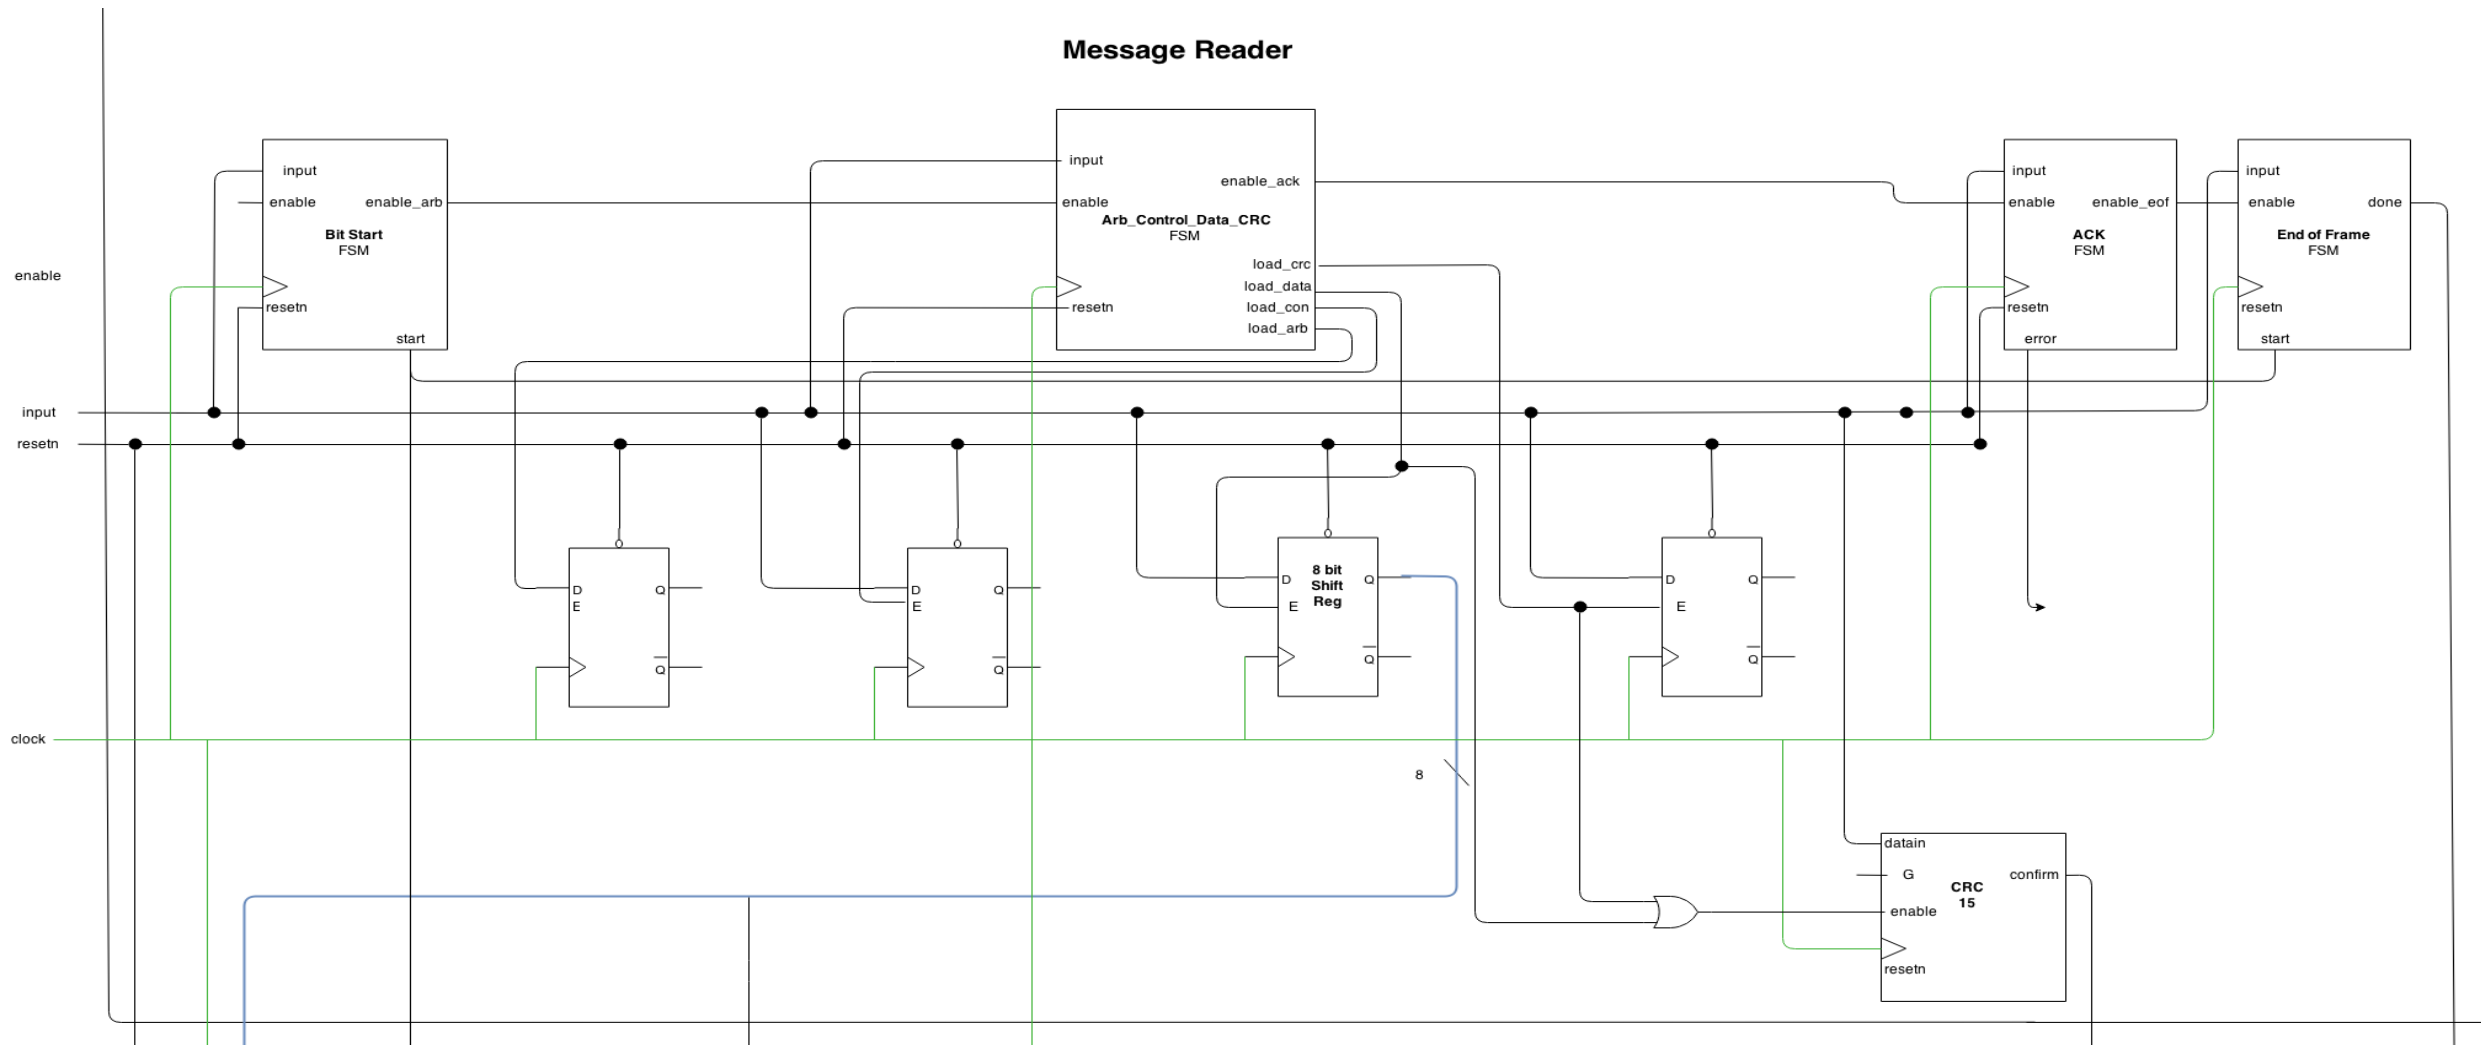 Message Reader
input
enable
enable_arb
Bit Start
FSM
resetn
start
input
enable_ack
enable
Arb_Control_Data_CRC
FSM
load_crc
load_data
load_con
load_arb
resetn
input
enable
enable_eof
ACK
FSM
resetn
error
input
enable
done
End of Frame
FSM
resetn
start
enable
input
resetn
D
E
Q
Q
D
E
Q
Q
8 bit
Shift
Reg
D
E
Q
Q
D
E
Q
Q
clock
8
datain
G
confirm
CRC
15
enable
resetn